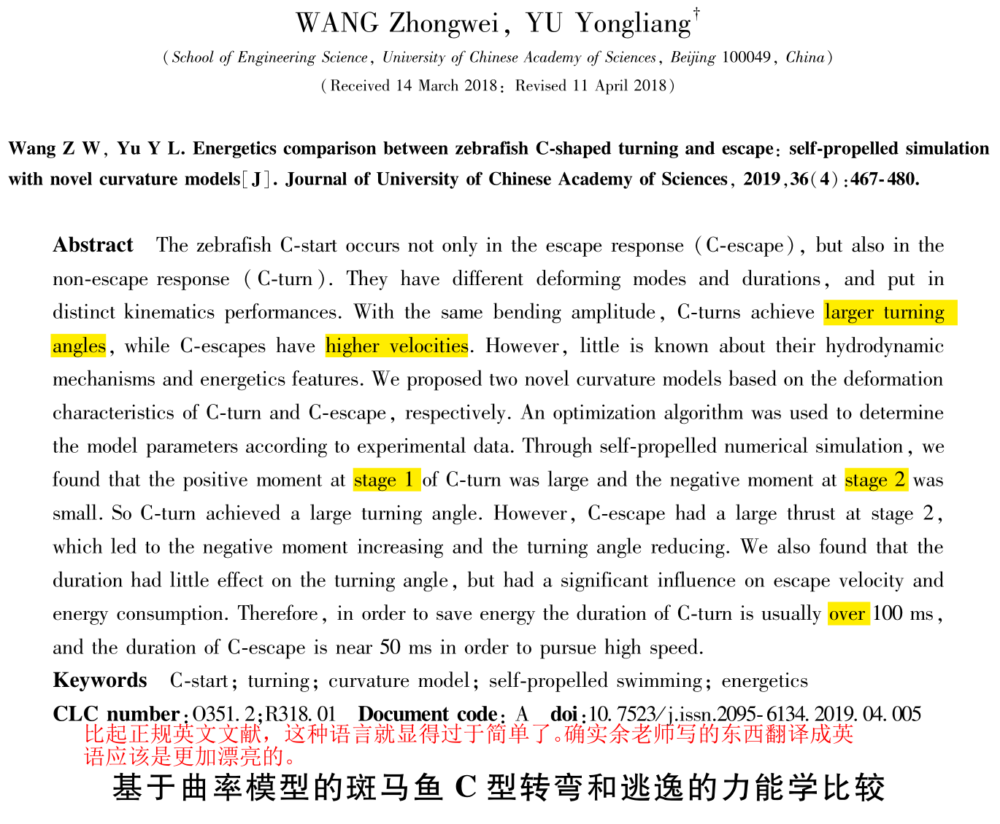 WANG Zhongwei, YU Yongliang†
(School of Engineering Science, University of Chinese Academy of Sciences, Beijing 100049, China)
(Received 14 March 2018; Revised 11 April 2018)
Wang Z W, Yu Y L. Energetics comparison between zebrafish C-shaped turning and escape: self-propelled simulation
with novel curvature models[J]. Journal of University of Chinese Academy of Sciences, 2019,36(4):467-480.
Abstract The zebrafish C-start occurs not only in the escape response (C-escape), but also in the
non-escape response (C-turn). They have different deforming modes and durations, and put in
distinct kinematics performances. With the same bending amplitude, C-turns achieve larger turning
angles, while C-escapes have higher velocities. However, little is known about their hydrodynamic
mechanisms and energetics features. We proposed two novel curvature models based on the deformation
characteristics of C-turn and C-escape, respectively. An optimization algorithm was used to determine
the model parameters according to experimental data. Through self-propelled numerical simulation, we
found that the positive moment at stage 1 of C-turn was large and the negative moment at stage 2 was
small. So C-turn achieved a large turning angle. However, C-escape had a large thrust at stage 2,
which led to the negative moment increasing and the turning angle reducing. We also found that the
duration had little effect on the turning angle, but had a significant influence on escape velocity and
energy consumption. Therefore, in order to save energy the duration of C-turn is usually over 100 ms,
and the duration of C-escape is near 50 ms in order to pursue high speed.
Keywords C-start; turning; curvature model; self-propelled swimming; energetics
CLC number:O351.2;R318.01 Document code: A doi:10.7523/j.issn.2095-6134.2019.04.005
比起正规英文文献，这种语言就显得过于简单了。确实余老师写的东西翻译成英
语应该是更加漂亮的。
基于曲率模型的斑马鱼 C 型转弯和逃逸的力能学比较